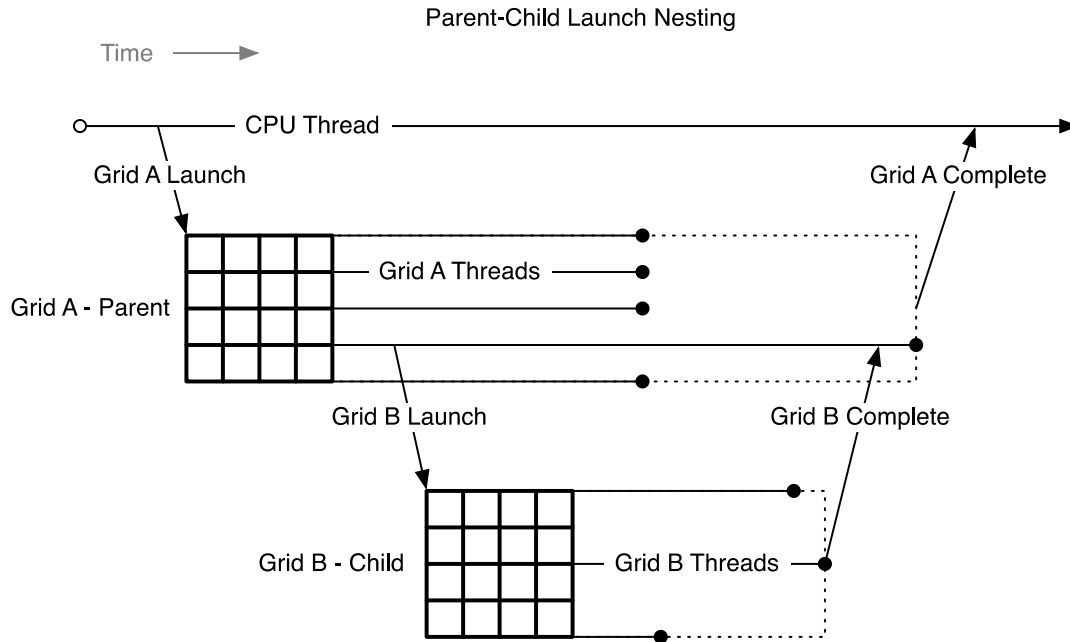 Parent-Child Launch Nesting
Time
CPU Thread
Grid A Launch
Grid A Complete
Grid A Threads
Grid A - Parent
Grid B Launch
Grid B Complete
Grid B - Child
Grid B Threads